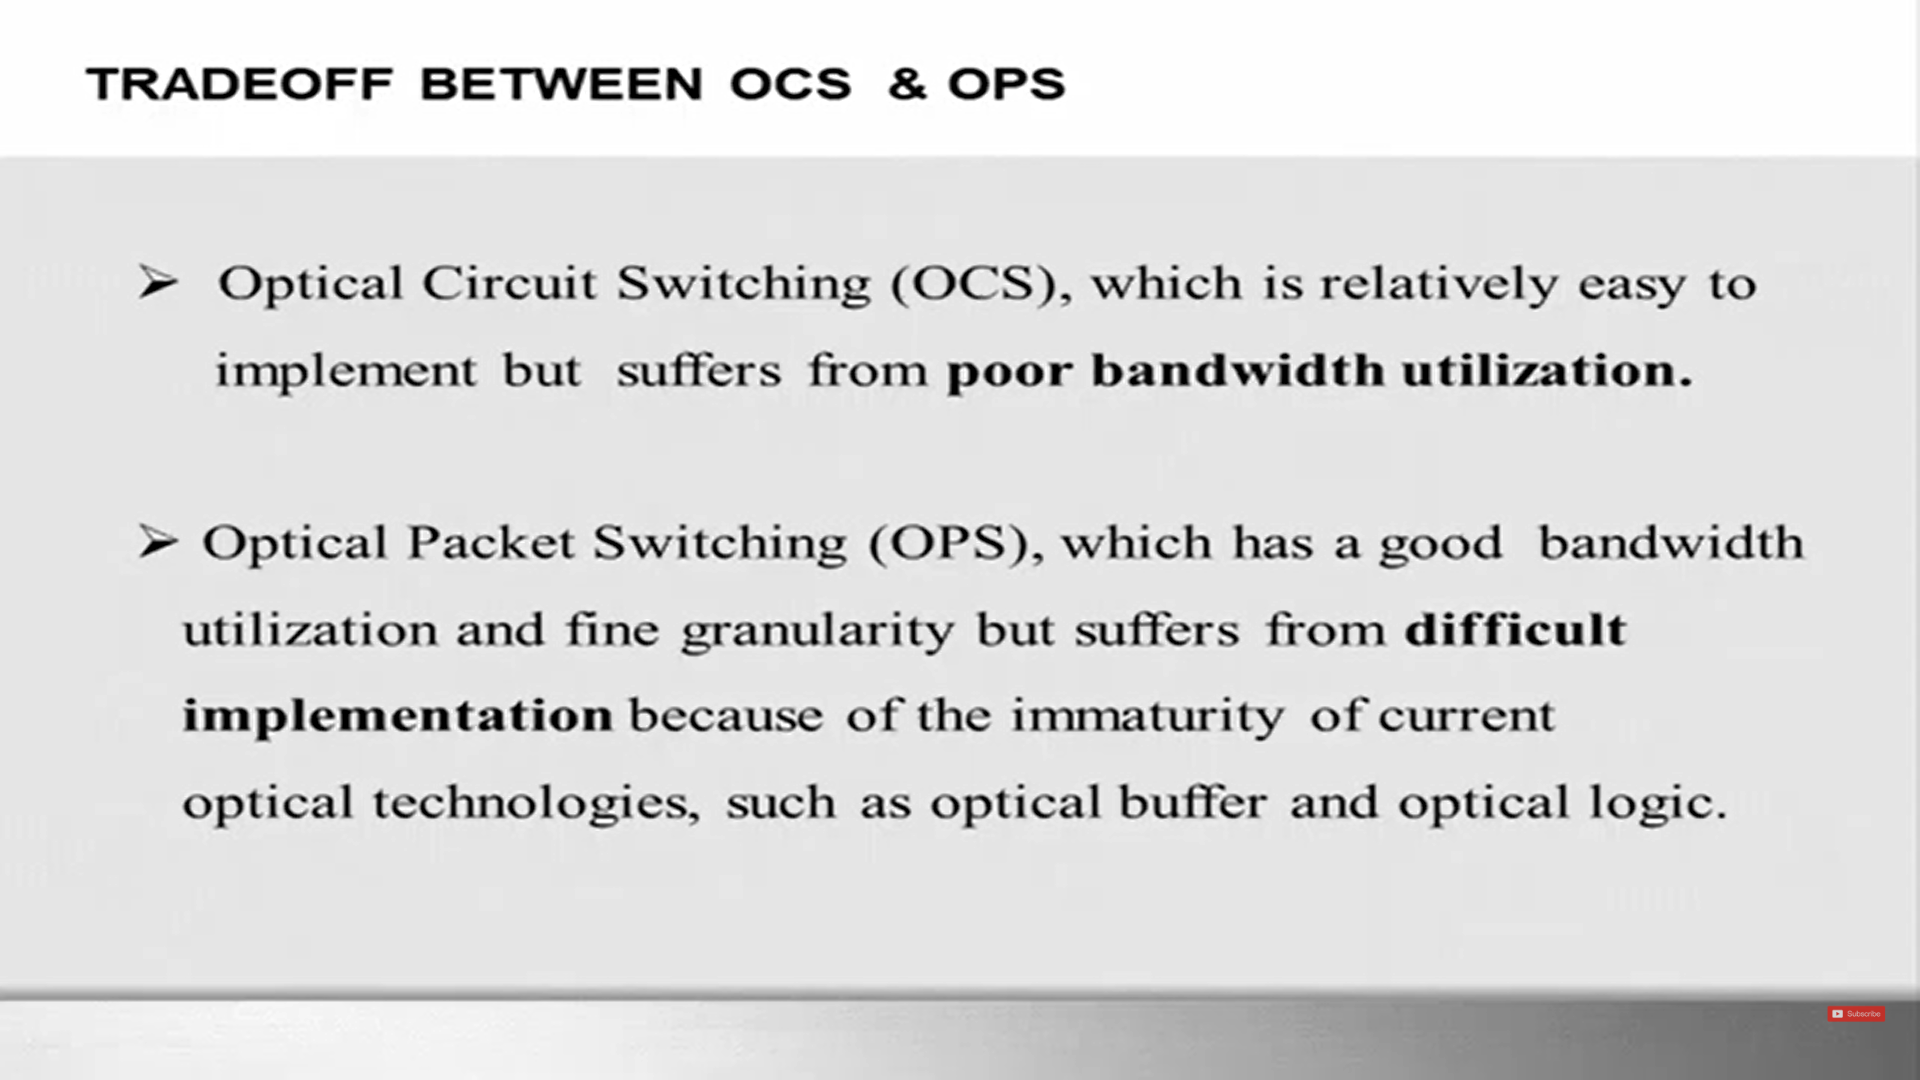 TRADEOFF BETWEEN OCS & OPS
➢ Optical Circuit Switching (OCS), which is relatively easy to
implement but suffers from poor bandwidth utilization.
➢ Optical Packet Switching (OPS), which has a good bandwidth
utilization and fine granularity but suffers from difficult
implementation because of the immaturity of current
optical technologies, such as optical buffer and optical logic.
Subscribe